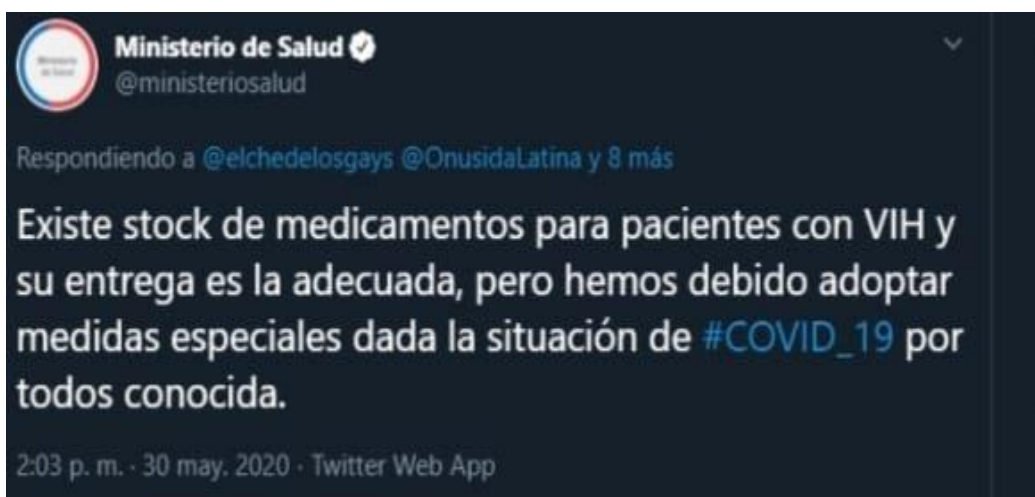 Ministerio de Salud
@ministeriosalud
Respondiendo a @elchedelosgays @OnusidaLatina y 8 más
Existe stock de medicamentos para pacientes con VIH y
su entrega es la adecuada, pero hemos debido adoptar
medidas especiales dada la situación de #COVID_19 por
todos conocida.
2:03 p. m. · 30 may. 2020 · Twitter Web App